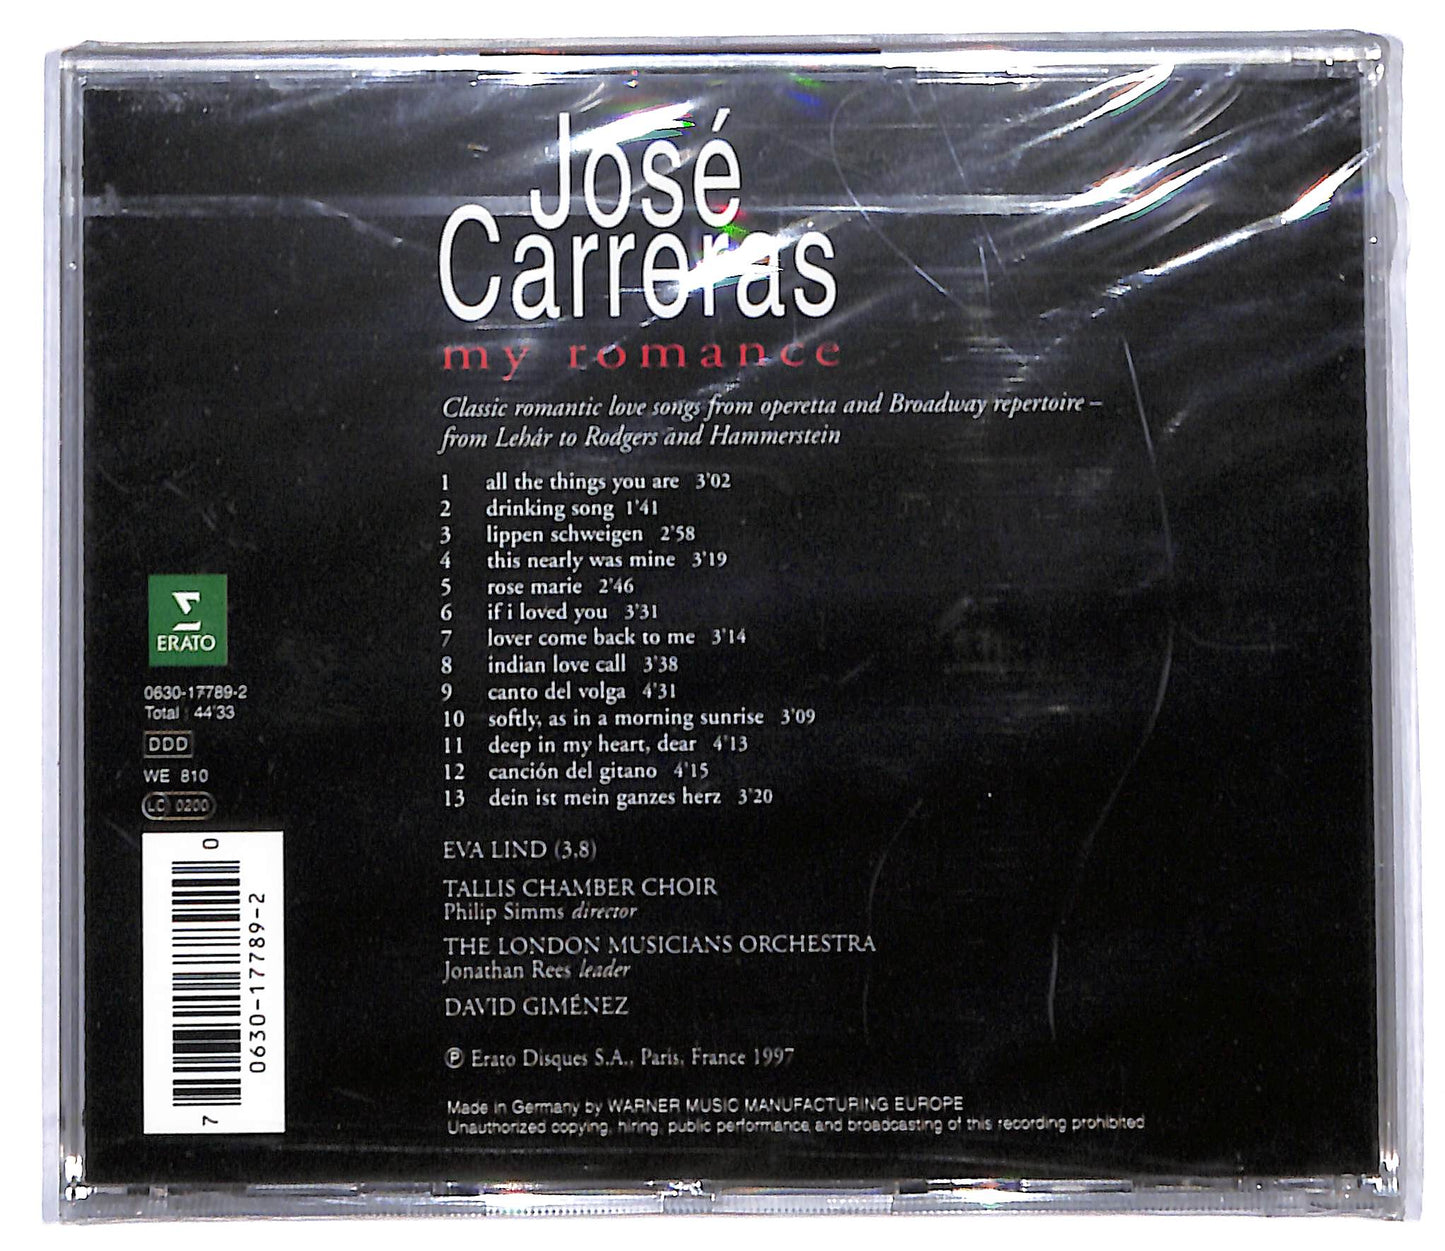 José
Carreras
my romance
Classic romantic love songs from operetta and Broadway repertoire –
from Lehár to Rodgers and Hammerstein
1 all the things you are 3'02
2 drinking song 1'41
3 lippen schweigen 2'58
4 this nearly was mine 3'19
5 rose marie 2'46
6 if i loved you 3'31
7 lover come back to me 3'14
8 indian love call 3'38
9 canto del volga 4'31
10 softly, as in a morning sunrise 3'09
11 deep in my heart, dear 4'13
12 canción del gitano 4'15
13 dein ist mein ganzes herz 3'20
EVA LIND (3,8)
TALLIS CHAMBER CHOIR
Philip Simms director
THE LONDON MUSICIANS ORCHESTRA
Jonathan Rees leader
DAVID GIMÉNEZ
℗ Erato Disques S.A., Paris, France 1997
Made in Germany by WARNER MUSIC MANUFACTURING EUROPE
Unauthorized copying, hiring, public performance and broadcasting of this recording prohibited
ERATO
0630-17789-2
Total : 44'33
DDD
WE 810
LC 0200
7 0630-17789-2 0